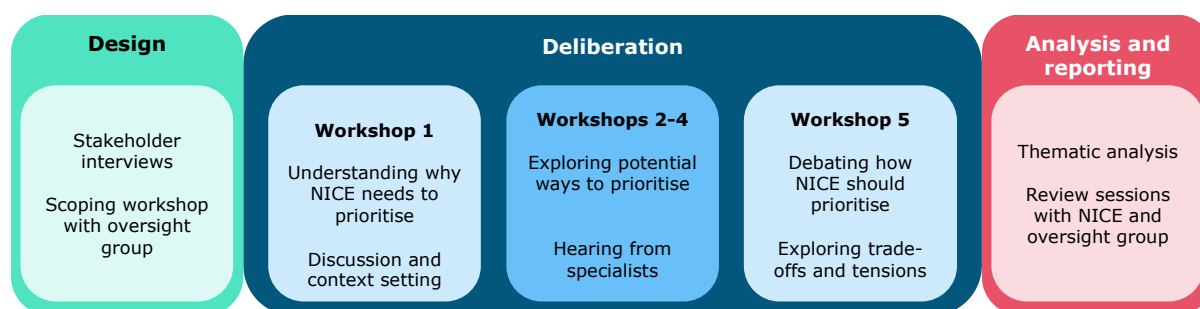 Design
Stakeholder
interviews
Scoping workshop
with oversight
group
Deliberation
Workshop 1
Understanding why
NICE needs to
prioritise
Discussion and
context setting
Workshops 2–4
Exploring potential
ways to prioritise
Hearing from
specialists
Workshop 5
Debating how
NICE should
prioritise
Exploring trade-
offs and tensions
Analysis and
reporting
Thematic analysis
Review sessions
with NICE and
oversight group